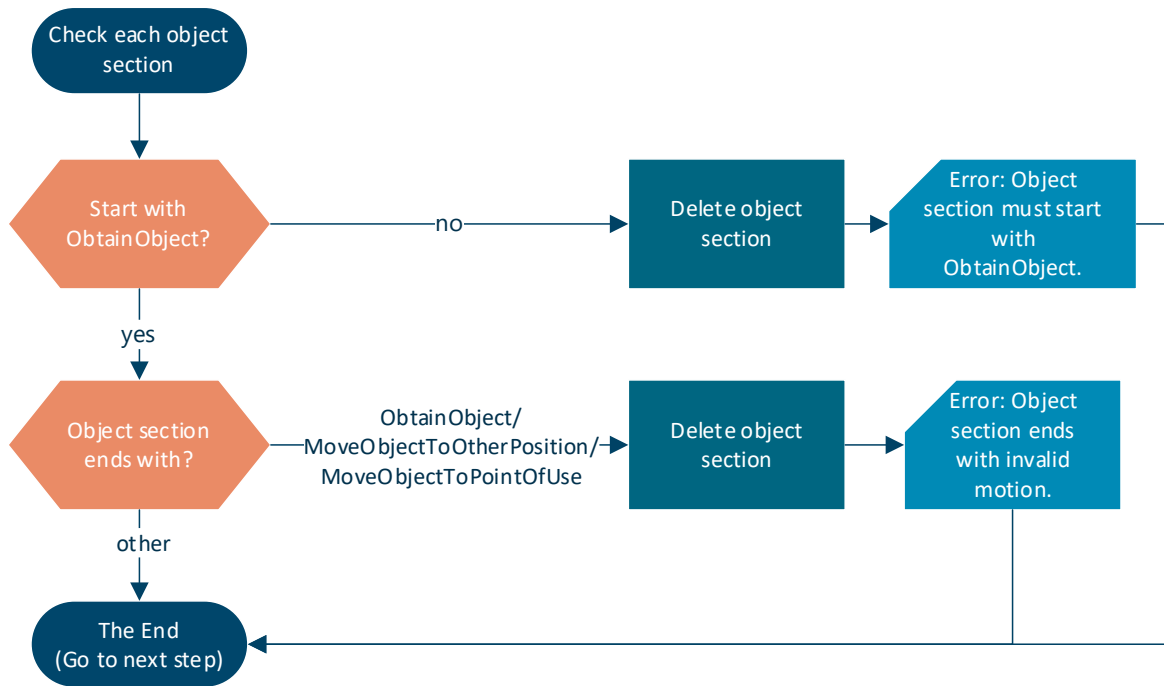 Check each object
section
Start with
ObtainObject?
no
Delete object
section
Error: Object
section must start
with
ObtainObject.
yes
Object section
ends with?
ObtainObject/
MoveObjectToOtherPosition/
MoveObjectToPointOfUse
Delete object
section
Error: Object
section ends
with invalid
motion.
other
The End
(Go to next step)